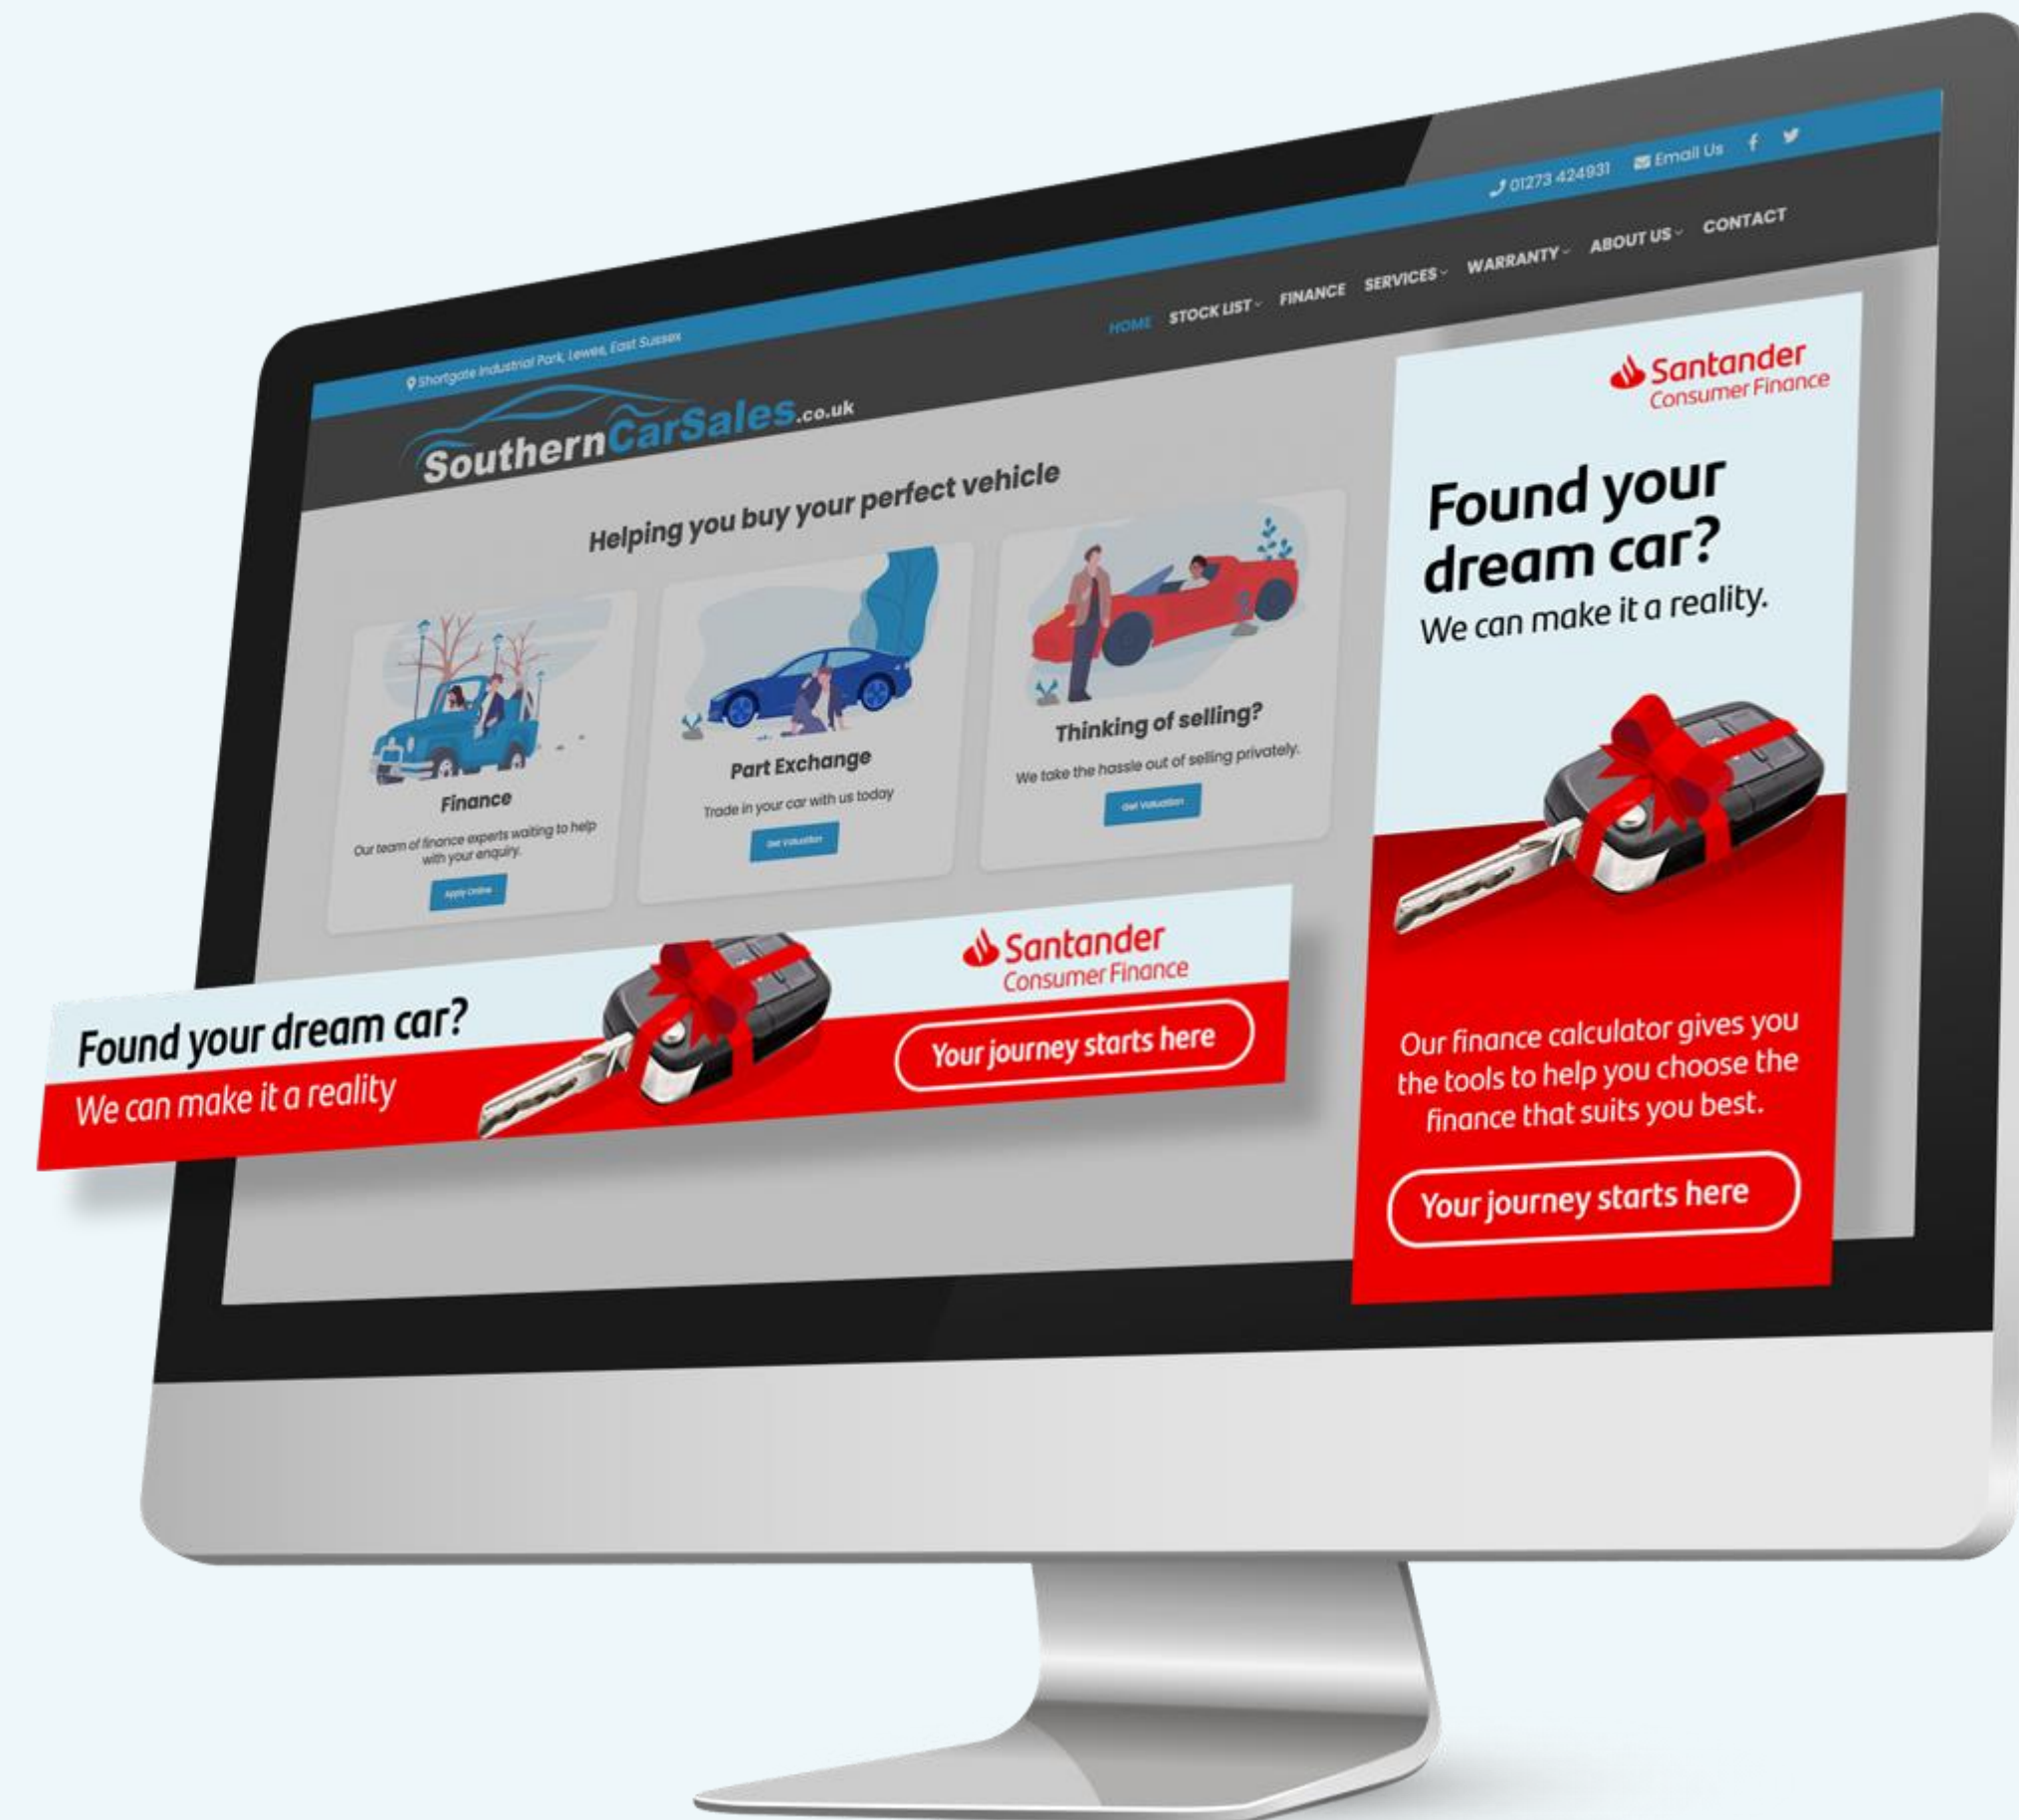 Shortgate Industrial Park, Lewes, East Sussex
01273 424931 Email Us
SouthernCarSales.co.uk
HOME STOCK LIST FINANCE SERVICES WARRANTY ABOUT US CONTACT
Helping you buy your perfect vehicle
Finance
Our team of finance experts waiting to help
with your enquiry.
Apply Online
Part Exchange
Trade in your car with us today
Get Valuation
Thinking of selling?
We take the hassle out of selling privately.
Get Valuation
Found your dream car?
We can make it a reality
Santander
Consumer Finance
Your journey starts here
Santander
Consumer Finance
Found your
dream car?
We can make it a reality.
Our finance calculator gives you
the tools to help you choose the
finance that suits you best.
Your journey starts here